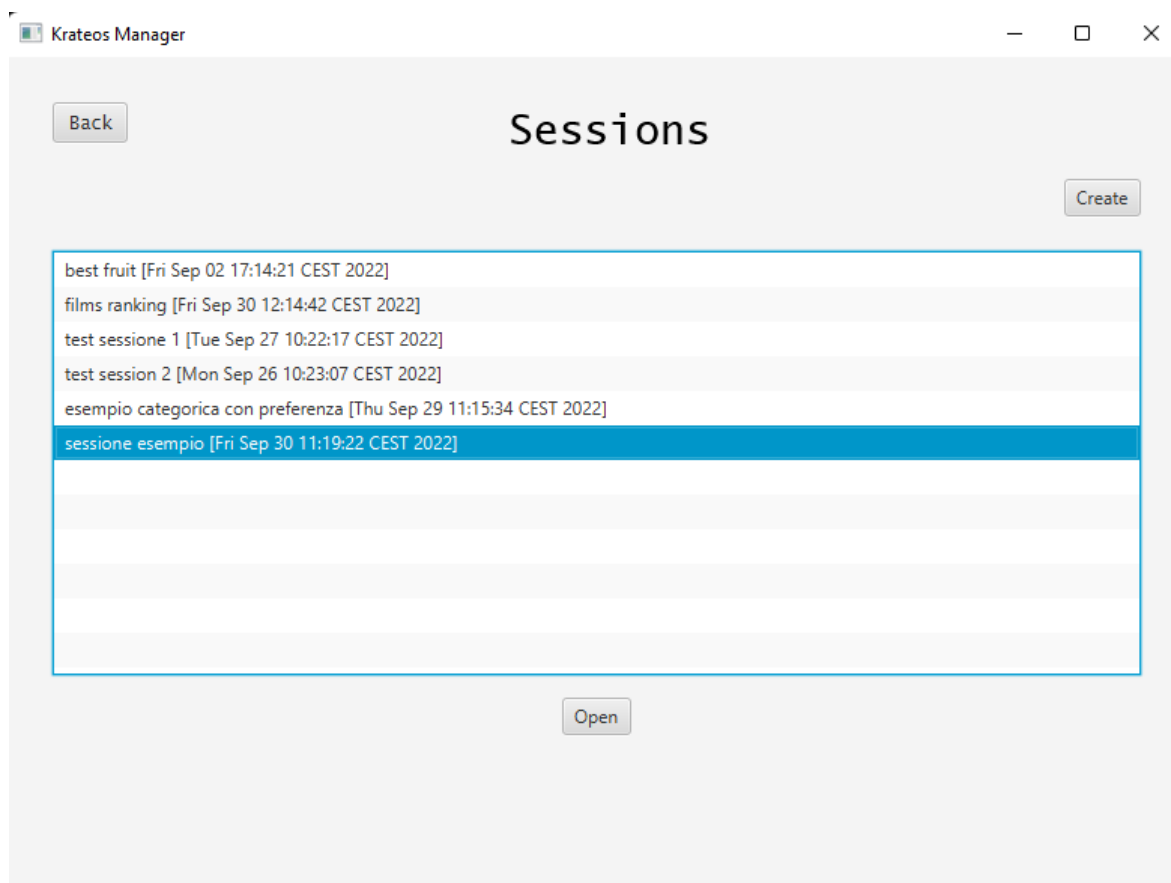 Krateos Manager
Back
Sessions
Create
best fruit [Fri Sep 02 17:14:21 CEST 2022]
films ranking [Fri Sep 30 12:14:42 CEST 2022]
test sessione 1 [Tue Sep 27 10:22:17 CEST 2022]
test session 2 [Mon Sep 26 10:23:07 CEST 2022]
esempio categorica con preferenza [Thu Sep 29 11:15:34 CEST 2022]
sessione esempio [Fri Sep 30 11:19:22 CEST 2022]
Open